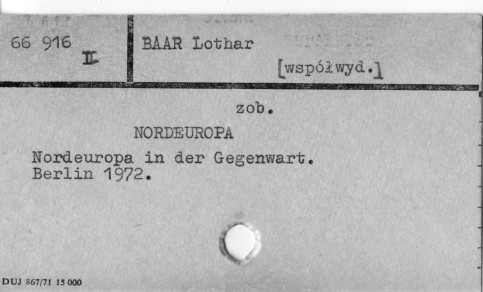 66 916
II
BAAR Lothar
[współwyd.]
zob.
NORDEUROPA
Nordeuropa in der Gegenwart.
Berlin 1972.
DUJ 867/71 15 000